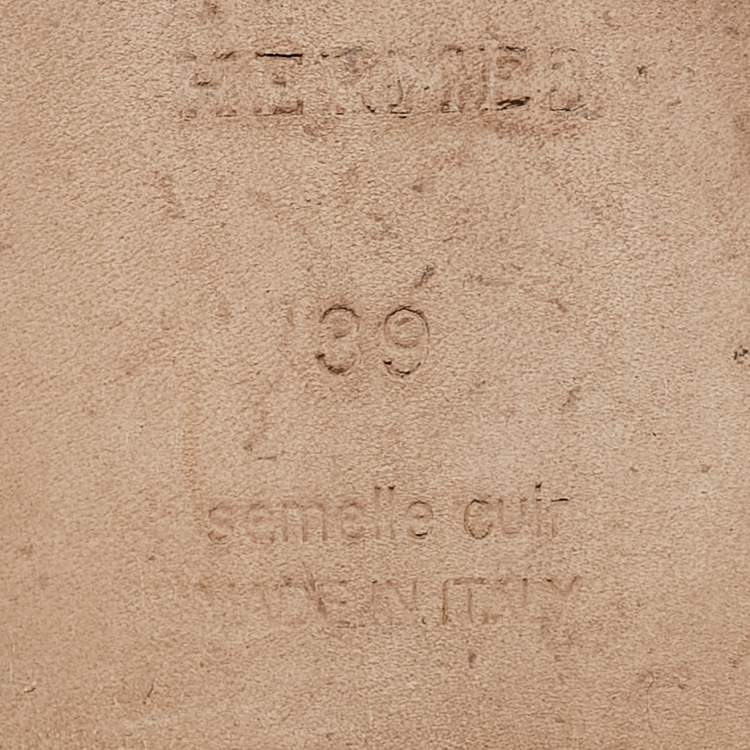 HERMES
39
semelle cuir
MADE IN ITALY